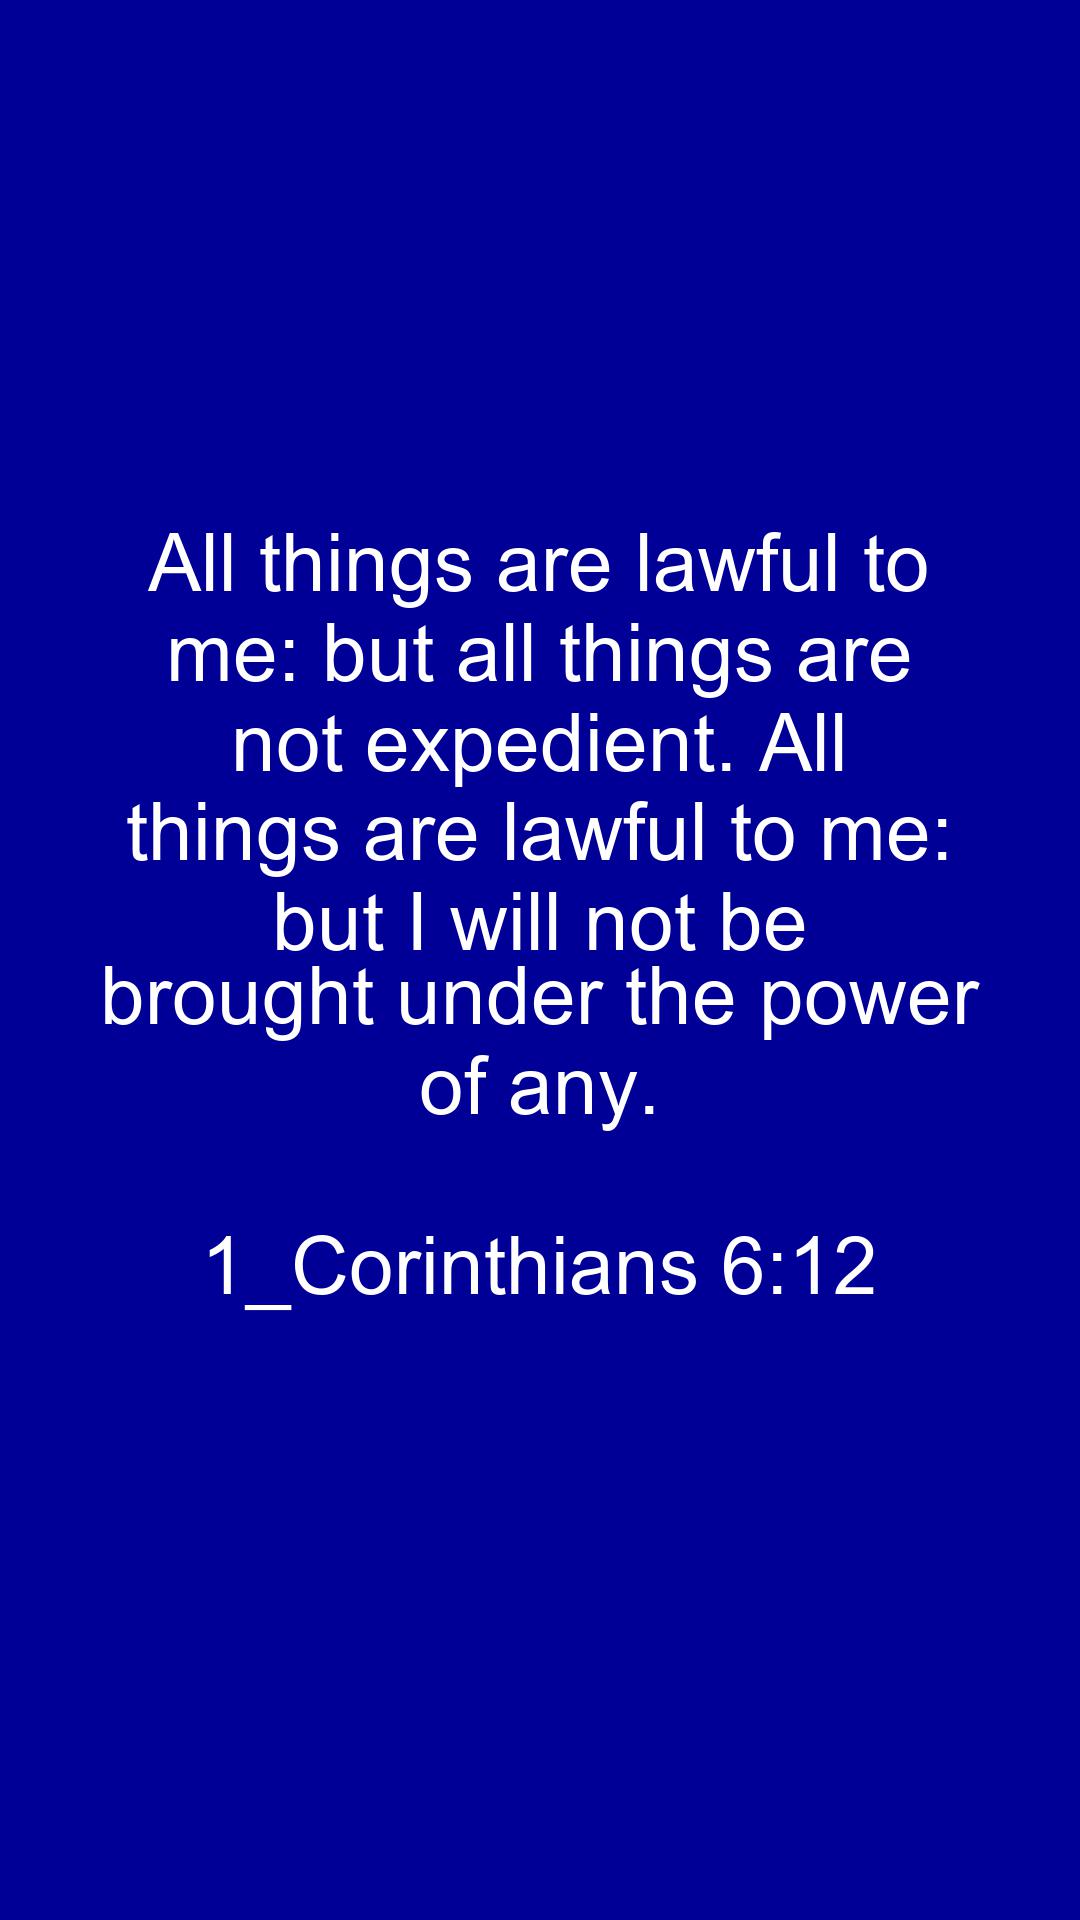 All things are lawful to
me: but all things are
not expedient. All
things are lawful to me:
but I will not be
brought under the power
of any.
1_Corinthians 6:12